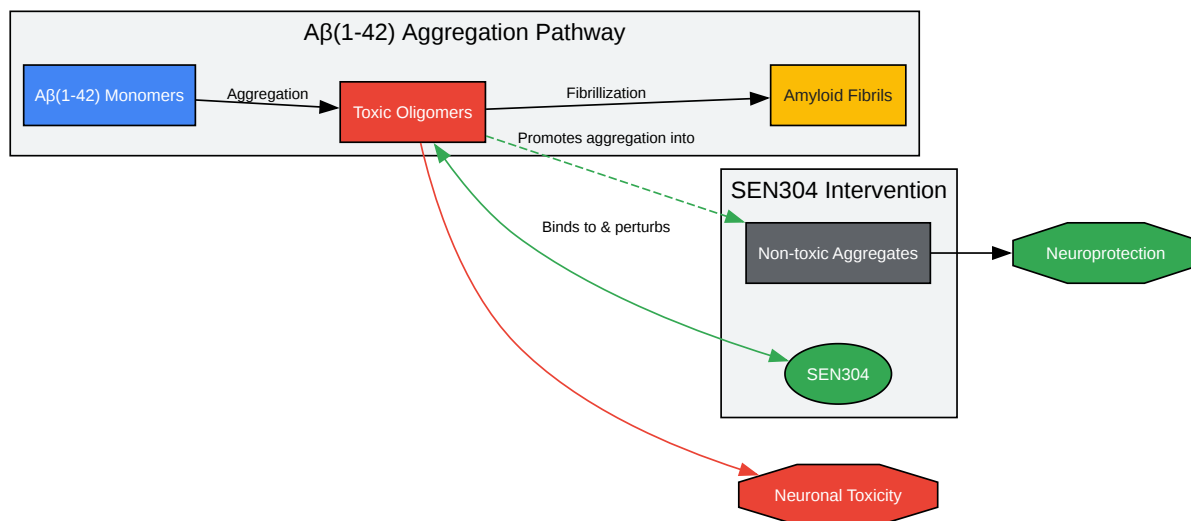 Aβ(1-42) Aggregation Pathway
Aβ(1-42) Monomers
Aggregation
Toxic Oligomers
Fibrillization
Amyloid Fibrils
Promotes aggregation into
SEN304 Intervention
Binds to & perturbs
Non-toxic Aggregates
Neuroprotection
SEN304
Neuronal Toxicity